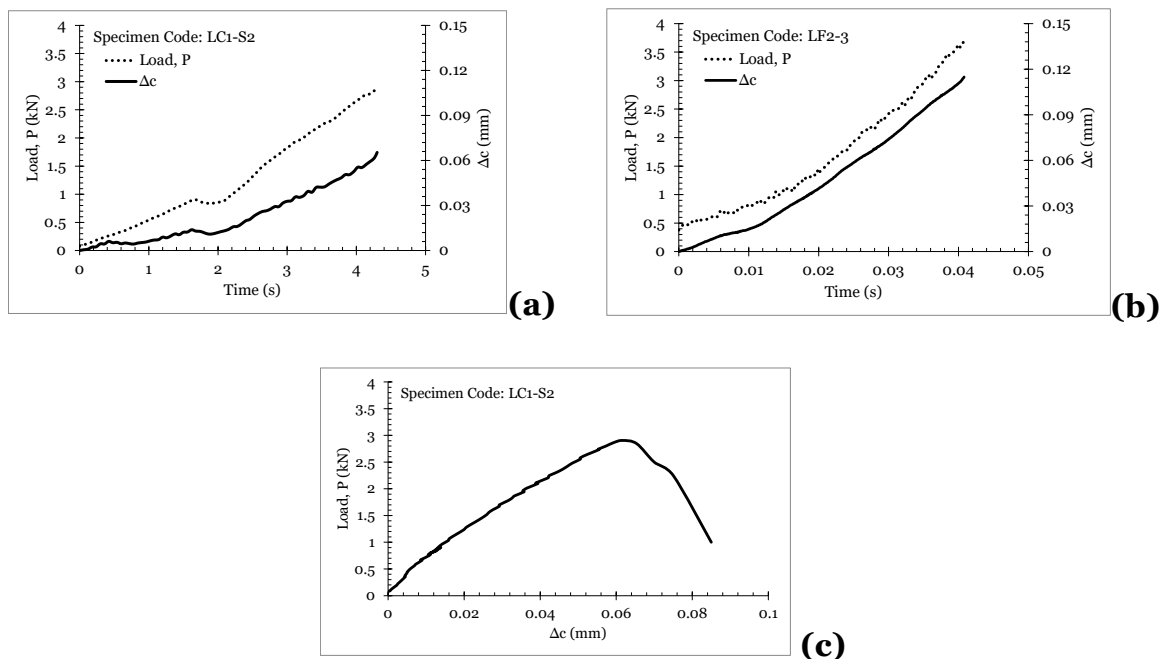 Specimen Code: LC1-S2
Load, P
Δc
4
3.5
3
2.5
2
1.5
1
0.5
0
Load, P (kN)
0.15
0.12
0.09
0.06
0.03
0
Δc (mm)
0 1 2 3 4 5
Time (s)
(a)
Specimen Code: LF2-3
Load, P
Δc
4
3.5
3
2.5
2
1.5
1
0.5
0
Load, P (kN)
0.15
0.12
0.09
0.06
0.03
0
Δc (mm)
0 0.01 0.02 0.03 0.04 0.05
Time (s)
(b)
Specimen Code: LC1-S2
4
3.5
3
2.5
2
1.5
1
0.5
0
Load, P (kN)
0 0.02 0.04 0.06 0.08 0.1
Δc (mm)
(c)